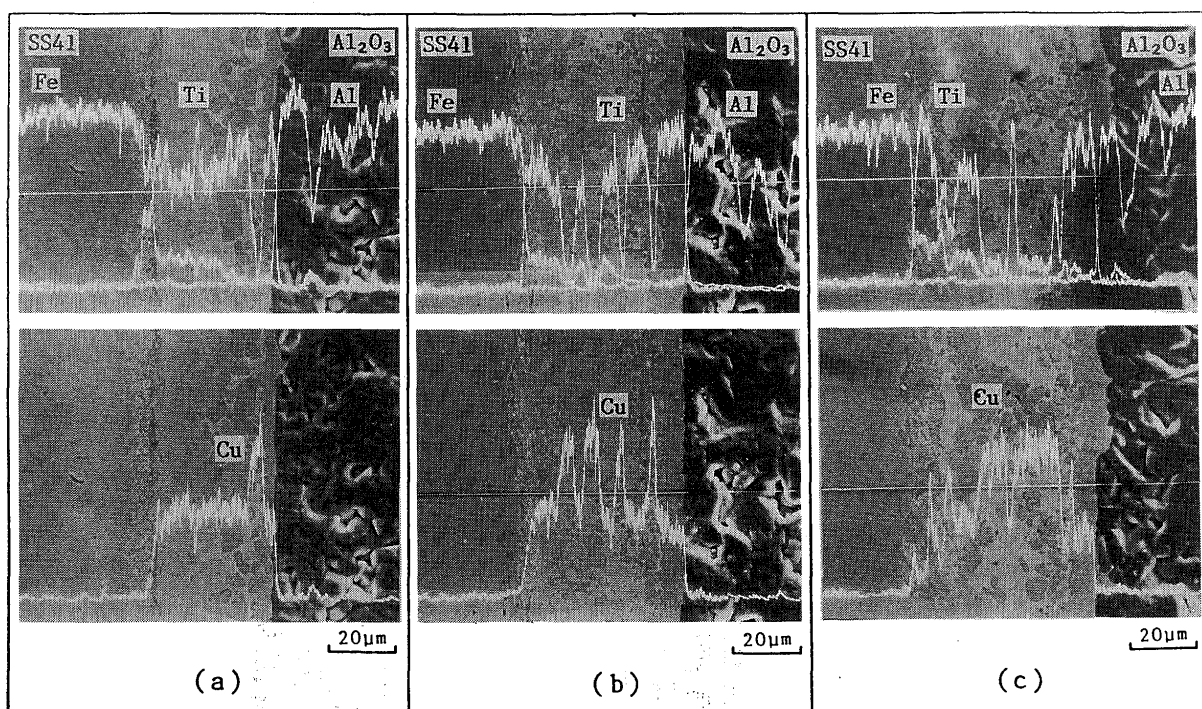 SS41 Al₂O₃
Fe Ti Al
Cu
20μm
(a)
SS41 Al₂O₃
Fe Ti Al
Cu
20μm
(b)
SS41 Al₂O₃
Fe Ti Al
Cu
20μm
(c)